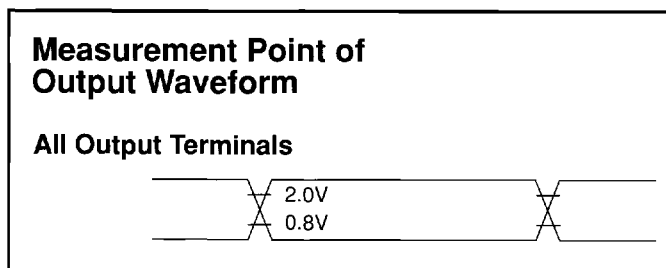 Measurement Point of
Output Waveform
All Output Terminals
2.0V
0.8V